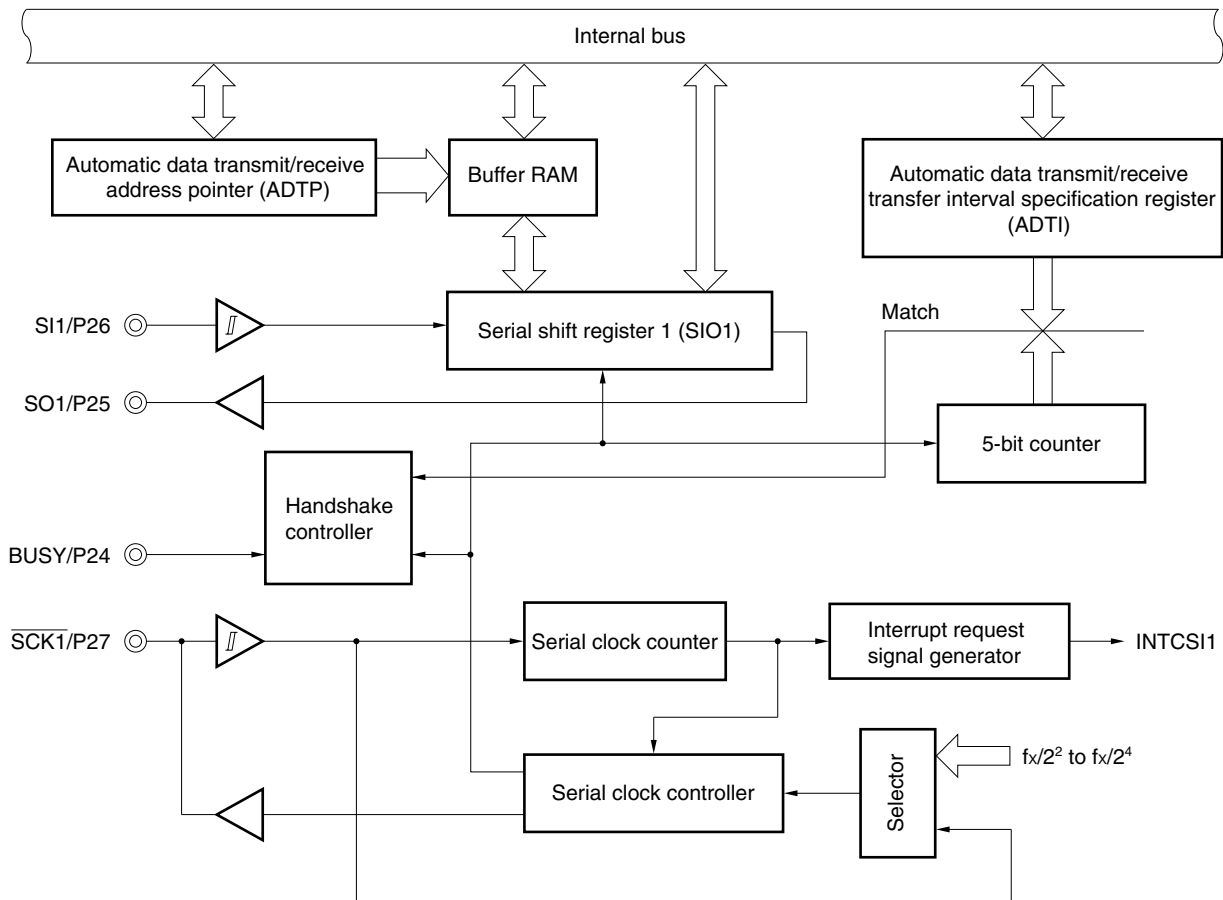 Internal bus
Automatic data transmit/receive
address pointer (ADTP)
Buffer RAM
Automatic data transmit/receive
transfer interval specification register
(ADTI)
Match
SI1/P26
Serial shift register 1 (SIO1)
SO1/P25
5-bit counter
Handshake
controller
BUSY/P24
S̅C̅K̅1̅/P27
Serial clock counter
Interrupt request
signal generator
INTCSI1
Serial clock controller
Selector
fx/2² to fx/2⁴